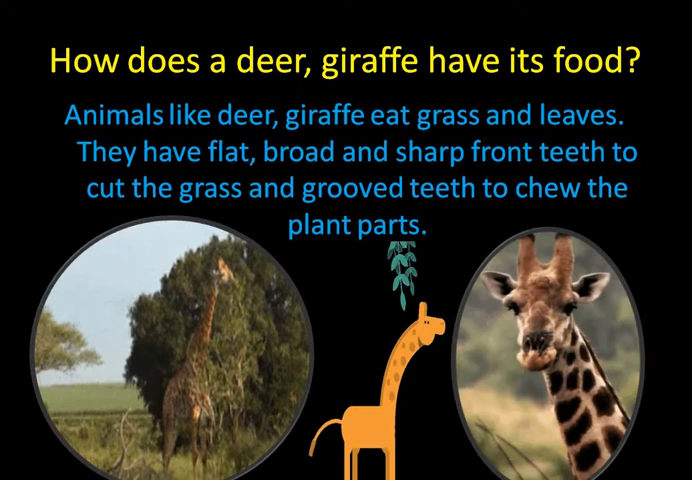 How does a deer, giraffe have its food?
Animals like deer, giraffe eat grass and leaves.
They have flat, broad and sharp front teeth to
cut the grass and grooved teeth to chew the
plant parts.